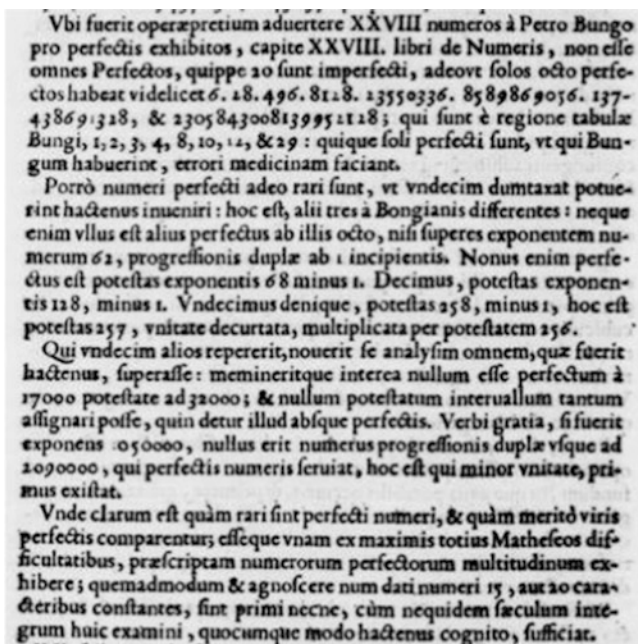 Vbi fuerit operæpretium aduertere XXVIII numeros à Petro Bungo
pro perfectis exhibitos, capite XXVIII. libri de Numeris, non esse
omnes Perfectos, quippe 20 sunt imperfecti, adeovt solos octo perfe-
ctos habeat videlicet 6. 28. 496. 8128. 23550336. 8589869056. 137-
438691328, & 2305843008139952128; qui sunt è regione tabulæ
Bungi, 1, 2, 3, 4, 8, 10, 12, & 29: quique soli perfecti sunt, vt qui Bun-
gum habuerint, errori medicinam faciant.
Porrò numeri perfecti adeo rari sunt, vt vndecim dumtaxat potue-
rint hactenus inueniri: hoc est, alii tres à Bongianis differentes: neque
enim vllus est alius perfectus ab illis octo, nisi superes exponentem nu-
merum 62, progressionis duplæ ab 1 incipientis. Nonus enim perfe-
ctus est potestas exponentis 68 minus 1. Decimus, potestas exponen-
tis 128, minus 1. Vndecimus denique, potestas 258, minus 1, hoc est
potestas 257, vnitate decurtata, multiplicata per potestatem 256.
Qui vndecim alios repererit, nouerit se analysim omnem, quæ fuerit
hactenus, superasse: memineritque interea nullum esse perfectum à
17000 potestate ad 32000; & nullum potestatum interuallum tantum
assignari posse, quin detur illud absque perfectis. Verbi gratia, si fuerit
exponens 1050000, nullus erit numerus progressionis duplæ vsque ad
2090000, qui perfectis numeris seruiat, hoc est qui minor vnitate, pri-
mus existat.
Vnde clarum est quàm rari sint perfecti numeri, & quàm meritò viris
perfectis comparentur; esseque vnam ex maximis totius Matheseos dif-
ficultatibus, præscriptam numerorum perfectorum multitudinum ex-
hibere; quemadmodum & agnoscere num dati numeri 15, aut 20 cara-
cteribus constantes, sint primi necne, cùm nequidem sæculum inte-
grum huic examini, quocumque modo hactenus cognito, sufficiat.